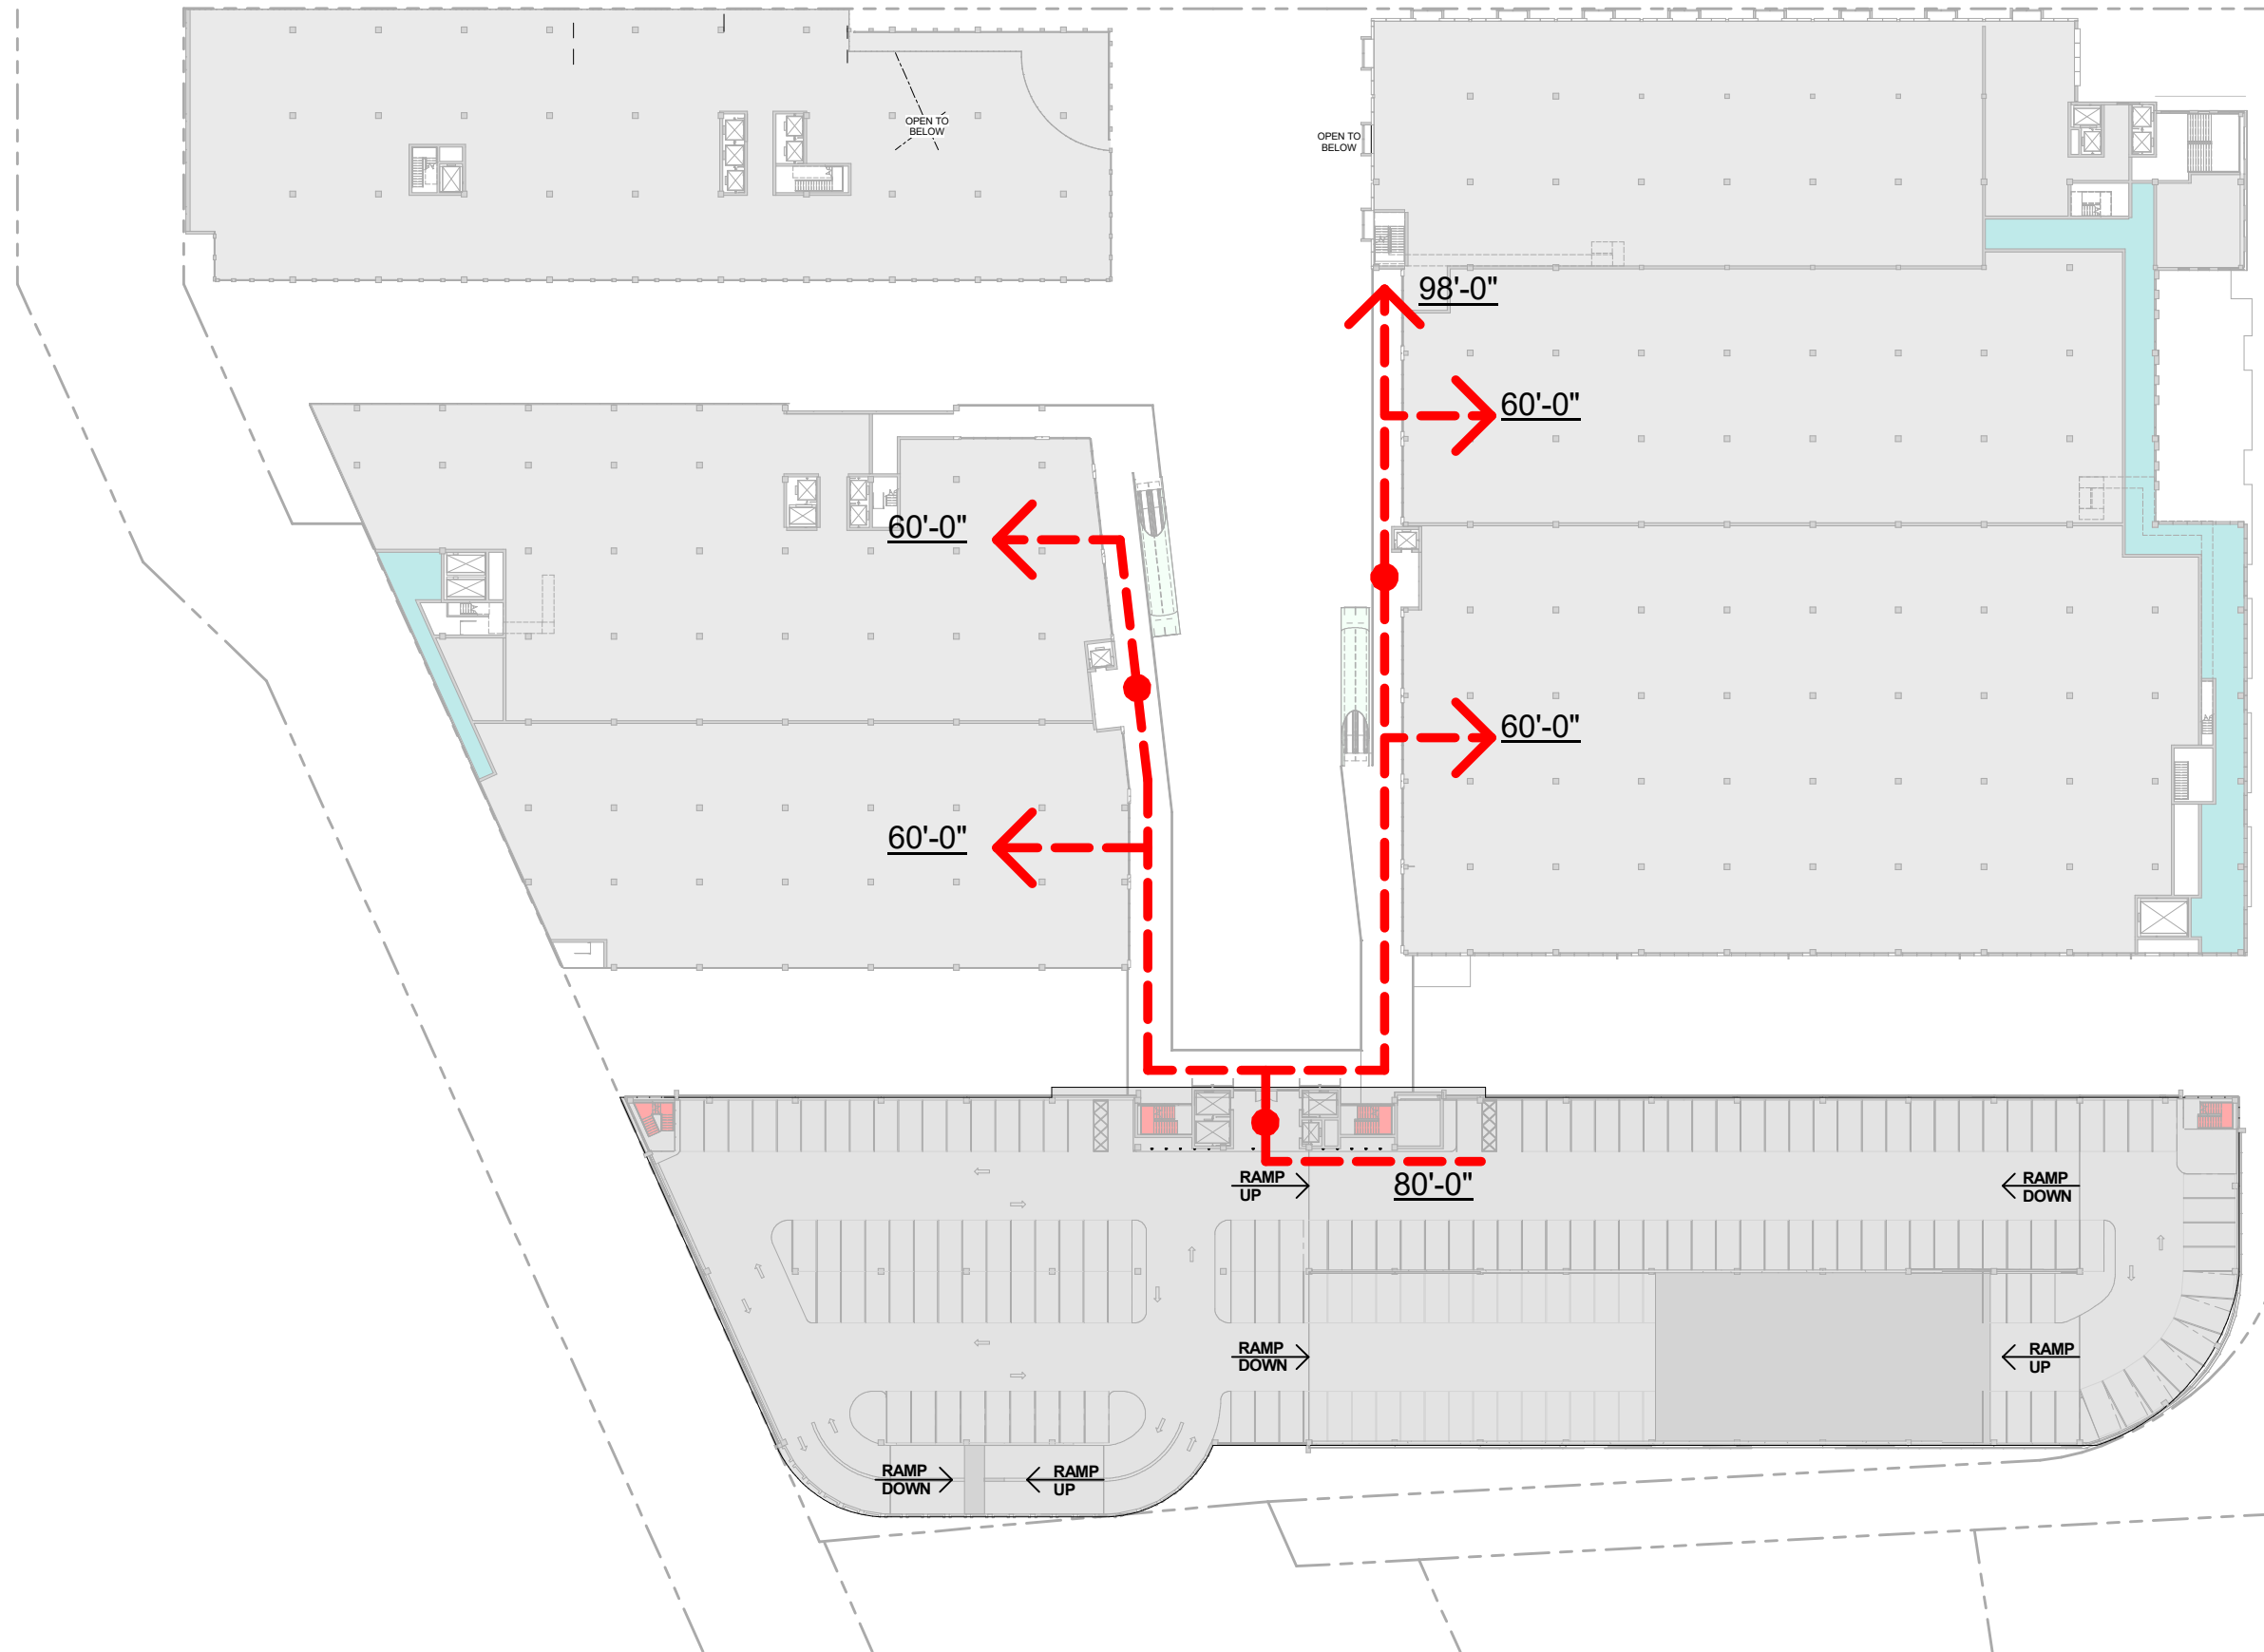 OPEN TO
BELOW
OPEN TO
BELOW
98'-0"
60'-0"
60'-0"
60'-0"
60'-0"
80'-0"
RAMP
UP
RAMP
DOWN
RAMP
DOWN
RAMP
UP
RAMP
DOWN
RAMP
UP